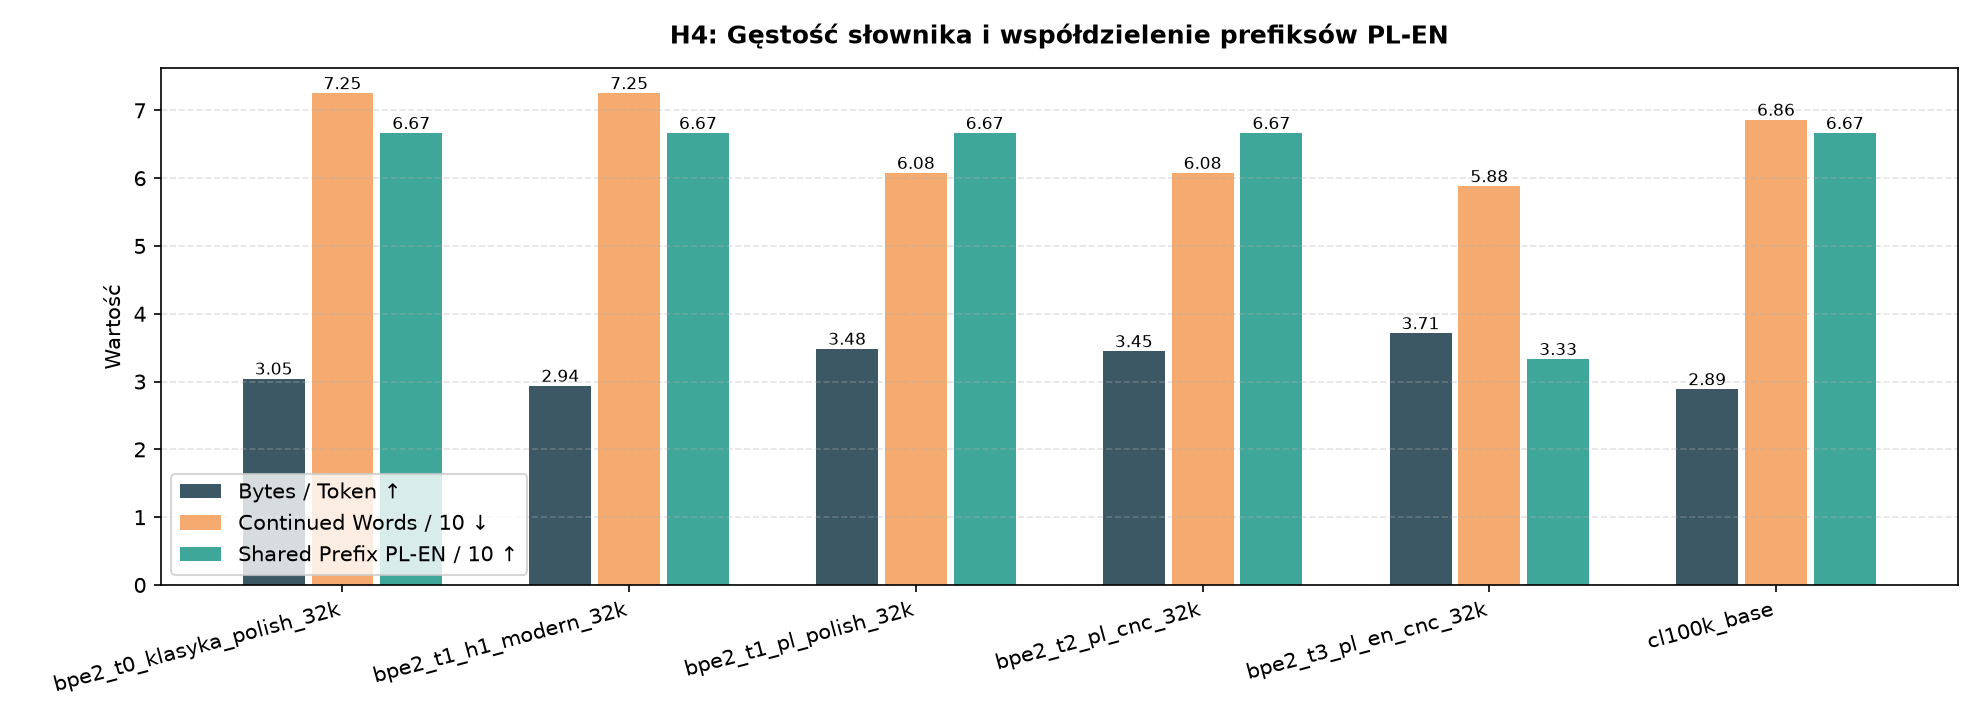 H4: Gęstość słownika i współdzielenie prefiksów PL-EN
Wartość
7
6
5
4
3
2
1
0
3.05
7.25
6.67
2.94
7.25
6.67
3.48
6.08
6.67
3.45
6.08
6.67
3.71
5.88
3.33
2.89
6.86
6.67
Bytes / Token ↑
Continued Words / 10 ↓
Shared Prefix PL-EN / 10 ↑
bpe2_t0_klasyka_polish_32k
bpe2_t1_h1_modern_32k
bpe2_t1_pl_polish_32k
bpe2_t2_pl_cnc_32k
bpe2_t3_pl_en_cnc_32k
cl100k_base